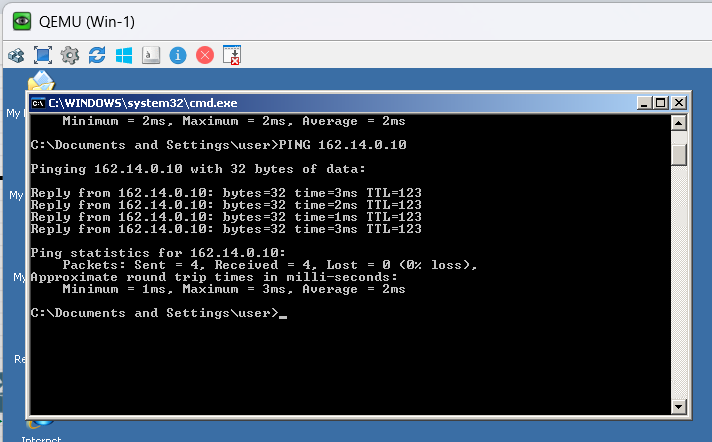 QEMU (Win-1)
My
C:\WINDOWS\system32\cmd.exe
Minimum = 2ms, Maximum = 2ms, Average = 2ms
C:\Documents and Settings\user>PING 162.14.0.10
Pinging 162.14.0.10 with 32 bytes of data:
Reply from 162.14.0.10: bytes=32 time=3ms TTL=123
Reply from 162.14.0.10: bytes=32 time=2ms TTL=123
Reply from 162.14.0.10: bytes=32 time=1ms TTL=123
Reply from 162.14.0.10: bytes=32 time=3ms TTL=123
My
Ping statistics for 162.14.0.10:
Packets: Sent = 4, Received = 4, Lost = 0 (0% loss),
Approximate round trip times in milli-seconds:
My
Minimum = 1ms, Maximum = 3ms, Average = 2ms
C:\Documents and Settings\user>_
Re
Internet